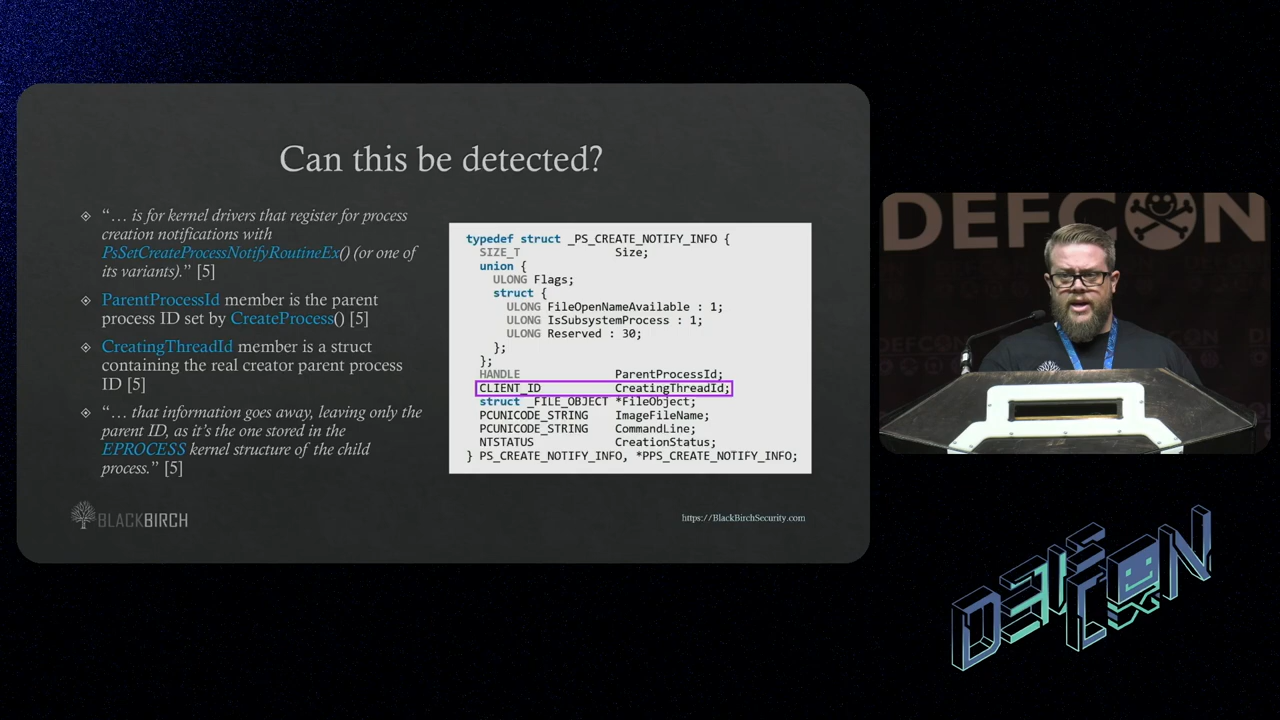 Can this be detected?
“… is for kernel drivers that register for process
creation notifications with
PsSetCreateProcessNotifyRoutineEx() (or one of
its variants).” [5]
ParentProcessId member is the parent
process ID set by CreateProcess() [5]
CreatingThreadId member is a struct
containing the real creator parent process
ID [5]
“… that information goes away, leaving only the
parent ID, as it’s the one stored in the
EPROCESS kernel structure of the child
process.” [5]
typedef struct _PS_CREATE_NOTIFY_INFO {
SIZE_T Size;
union {
ULONG Flags;
struct {
ULONG FileOpenNameAvailable : 1;
ULONG IsSubsystemProcess : 1;
ULONG Reserved : 30;
};
};
HANDLE ParentProcessId;
CLIENT_ID CreatingThreadId;
struct _FILE_OBJECT *FileObject;
PCUNICODE_STRING ImageFileName;
PCUNICODE_STRING CommandLine;
NTSTATUS CreationStatus;
} PS_CREATE_NOTIFY_INFO, *PPS_CREATE_NOTIFY_INFO;
BLACKBIRCH
https://BlackBirchSecurity.com
DEFCON
DEFCON